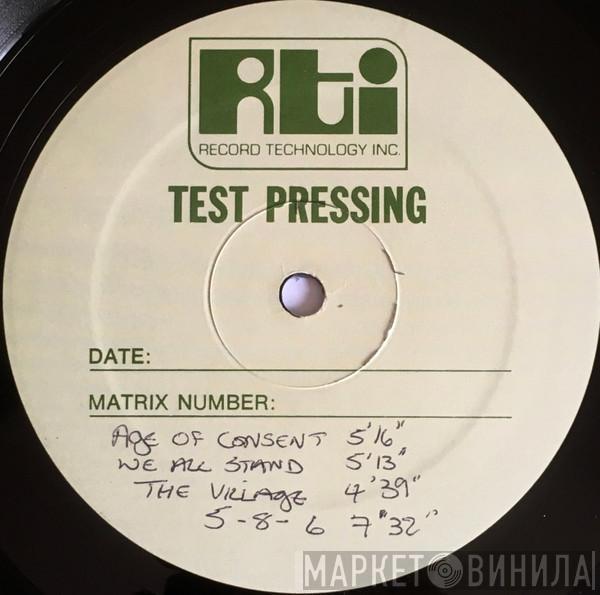 Rti
RECORD TECHNOLOGY INC.
TEST PRESSING
DATE:
MATRIX NUMBER:
AGE OF CONSENT 5'16"
WE ALL STAND 5'13"
THE VILLAGE 4'39"
5-8-6 7"32"
МАРКЕТ ВИНИЛА